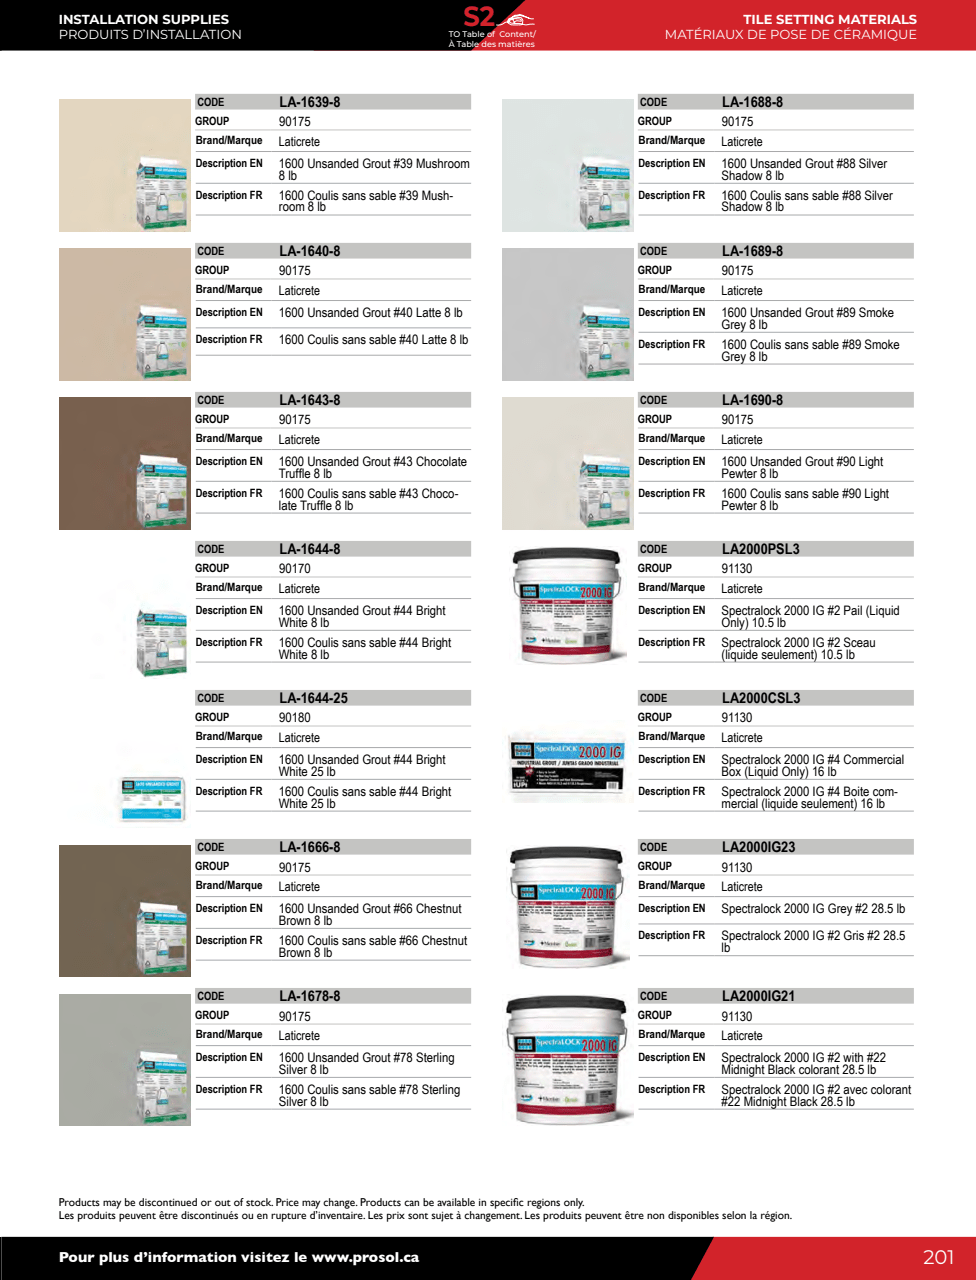 INSTALLATION SUPPLIES
PRODUITS D'INSTALLATION
S2
TO Table of Content/
À Table des matières
TILE SETTING MATERIALS
MATÉRIAUX DE POSE DE CÉRAMIQUE
CODE LA-1639-8
GROUP 90175
Brand/Marque Laticrete
Description EN 1600 Unsanded Grout #39 Mushroom
8 lb
Description FR 1600 Coulis sans sable #39 Mush-
room 8 lb
CODE LA-1640-8
GROUP 90175
Brand/Marque Laticrete
Description EN 1600 Unsanded Grout #40 Latte 8 lb
Description FR 1600 Coulis sans sable #40 Latte 8 lb
CODE LA-1643-8
GROUP 90175
Brand/Marque Laticrete
Description EN 1600 Unsanded Grout #43 Chocolate
Truffle 8 lb
Description FR 1600 Coulis sans sable #43 Choco-
late Truffle 8 lb
CODE LA-1644-8
GROUP 90170
Brand/Marque Laticrete
Description EN 1600 Unsanded Grout #44 Bright
White 8 lb
Description FR 1600 Coulis sans sable #44 Bright
White 8 lb
CODE LA-1644-25
GROUP 90180
Brand/Marque Laticrete
Description EN 1600 Unsanded Grout #44 Bright
White 25 lb
Description FR 1600 Coulis sans sable #44 Bright
White 25 lb
CODE LA-1666-8
GROUP 90175
Brand/Marque Laticrete
Description EN 1600 Unsanded Grout #66 Chestnut
Brown 8 lb
Description FR 1600 Coulis sans sable #66 Chestnut
Brown 8 lb
CODE LA-1678-8
GROUP 90175
Brand/Marque Laticrete
Description EN 1600 Unsanded Grout #78 Sterling
Silver 8 lb
Description FR 1600 Coulis sans sable #78 Sterling
Silver 8 lb
CODE LA-1688-8
GROUP 90175
Brand/Marque Laticrete
Description EN 1600 Unsanded Grout #88 Silver
Shadow 8 lb
Description FR 1600 Coulis sans sable #88 Silver
Shadow 8 lb
CODE LA-1689-8
GROUP 90175
Brand/Marque Laticrete
Description EN 1600 Unsanded Grout #89 Smoke
Grey 8 lb
Description FR 1600 Coulis sans sable #89 Smoke
Grey 8 lb
CODE LA-1690-8
GROUP 90175
Brand/Marque Laticrete
Description EN 1600 Unsanded Grout #90 Light
Pewter 8 lb
Description FR 1600 Coulis sans sable #90 Light
Pewter 8 lb
SpectraLOCK 2000 IG
CODE LA2000PSL3
GROUP 91130
Brand/Marque Laticrete
Description EN Spectralock 2000 IG #2 Pail (Liquid
Only) 10.5 lb
Description FR Spectralock 2000 IG #2 Sceau
(liquide seulement) 10.5 lb
SpectraLOCK 2000 IG
INDUSTRIAL GROUT / JUNTAS GRADO INDUSTRIAL
CODE LA2000CSL3
GROUP 91130
Brand/Marque Laticrete
Description EN Spectralock 2000 IG #4 Commercial
Box (Liquid Only) 16 lb
Description FR Spectralock 2000 IG #4 Boite com-
mercial (liquide seulement) 16 lb
SpectraLOCK 2000 IG
CODE LA2000IG23
GROUP 91130
Brand/Marque Laticrete
Description EN Spectralock 2000 IG Grey #2 28.5 lb
Description FR Spectralock 2000 IG #2 Gris #2 28.5
lb
SpectraLOCK 2000 IG
CODE LA2000IG21
GROUP 91130
Brand/Marque Laticrete
Description EN Spectralock 2000 IG #2 with #22
Midnight Black colorant 28.5 lb
Description FR Spectralock 2000 IG #2 avec colorant
#22 Midnight Black 28.5 lb
Products may be discontinued or out of stock. Price may change. Products can be available in specific regions only.
Les produits peuvent être discontinués ou en rupture d'inventaire. Les prix sont sujet à changement. Les produits peuvent être non disponibles selon la région.
Pour plus d'information visitez le www.prosol.ca
201